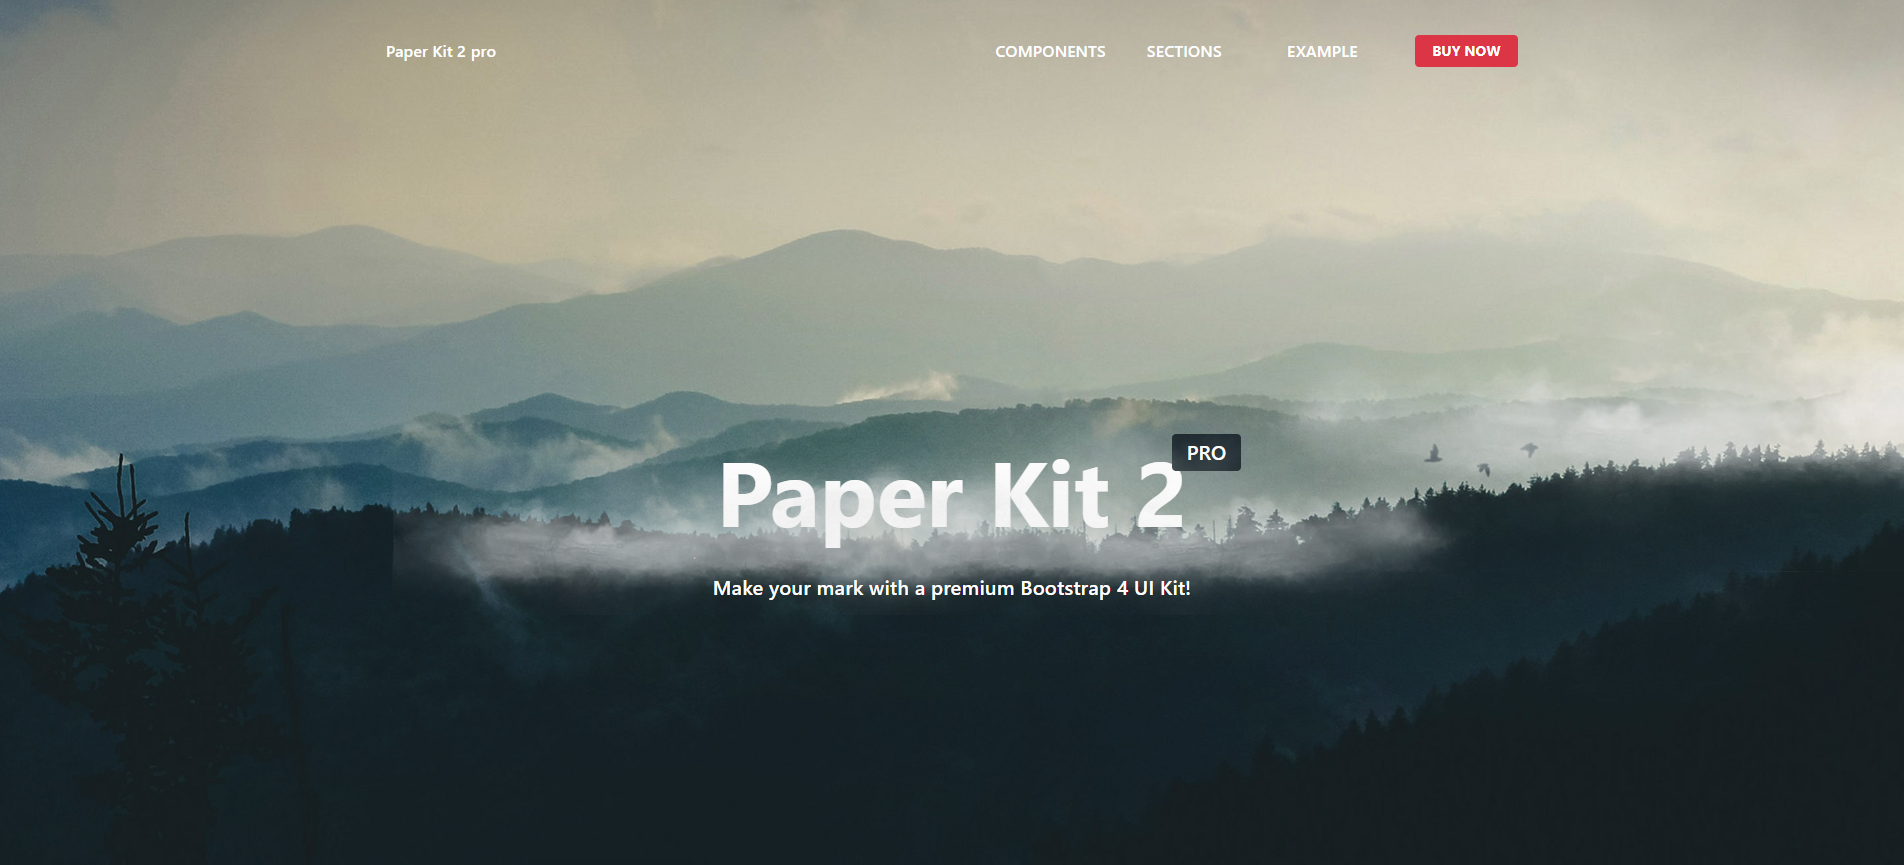 Paper Kit 2 pro
COMPONENTS
SECTIONS
EXAMPLE
BUY NOW
PRO
Paper Kit 2
Make your mark with a premium Bootstrap 4 UI Kit!